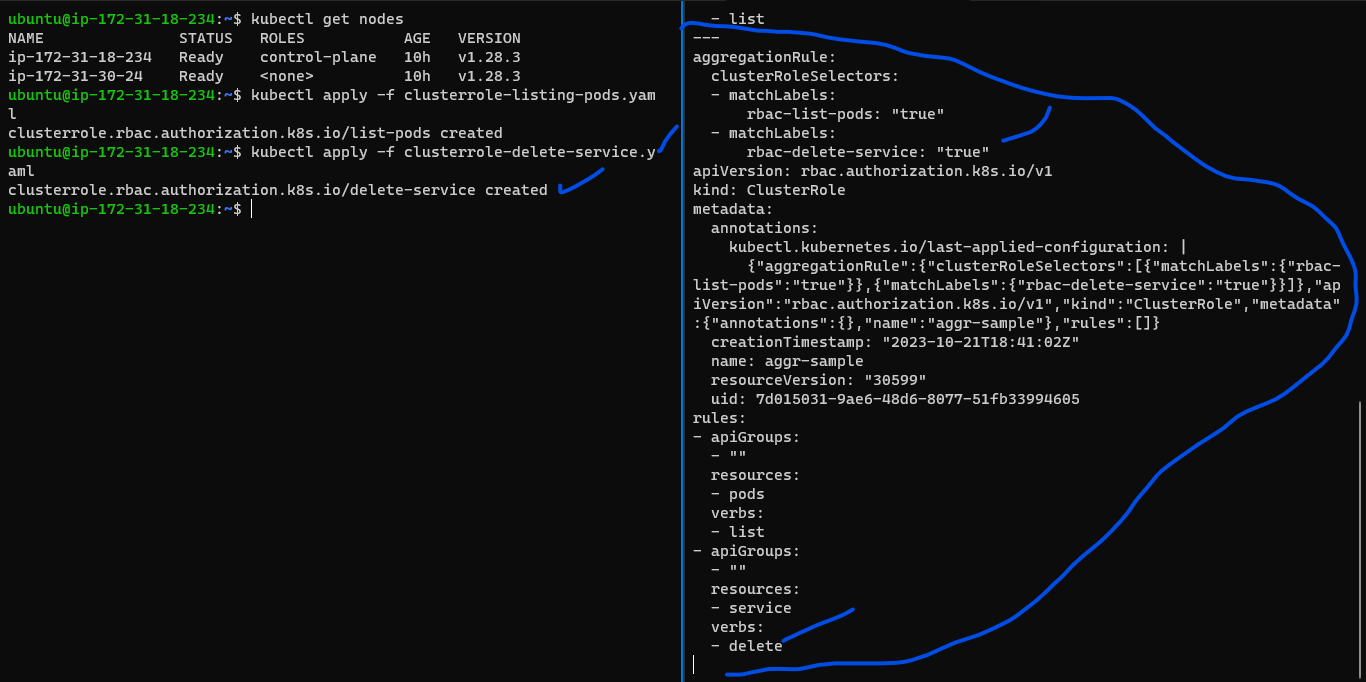 ubuntu@ip-172-31-18-234:~$ kubectl get nodes
NAME               STATUS   ROLES           AGE   VERSION
ip-172-31-18-234   Ready    control-plane   10h   v1.28.3
ip-172-31-30-24    Ready    <none>          10h   v1.28.3
ubuntu@ip-172-31-18-234:~$ kubectl apply -f clusterrole-listing-pods.yam
l
clusterrole.rbac.authorization.k8s.io/list-pods created
ubuntu@ip-172-31-18-234:~$ kubectl apply -f clusterrole-delete-service.y
aml
clusterrole.rbac.authorization.k8s.io/delete-service created
ubuntu@ip-172-31-18-234:~$
  - list
---
aggregationRule:
  clusterRoleSelectors:
  - matchLabels:
      rbac-list-pods: "true"
  - matchLabels:
      rbac-delete-service: "true"
apiVersion: rbac.authorization.k8s.io/v1
kind: ClusterRole
metadata:
  annotations:
    kubectl.kubernetes.io/last-applied-configuration: |
      {"aggregationRule":{"clusterRoleSelectors":[{"matchLabels":{"rbac-
list-pods":"true"}},{"matchLabels":{"rbac-delete-service":"true"}}]},"ap
iVersion":"rbac.authorization.k8s.io/v1","kind":"ClusterRole","metadata"
:{"annotations":{},"name":"aggr-sample"},"rules":[]}
  creationTimestamp: "2023-10-21T18:41:02Z"
  name: aggr-sample
  resourceVersion: "30599"
  uid: 7d015031-9ae6-48d6-8077-51fb33994605
rules:
- apiGroups:
  - ""
  resources:
  - pods
  verbs:
  - list
- apiGroups:
  - ""
  resources:
  - service
  verbs:
  - delete